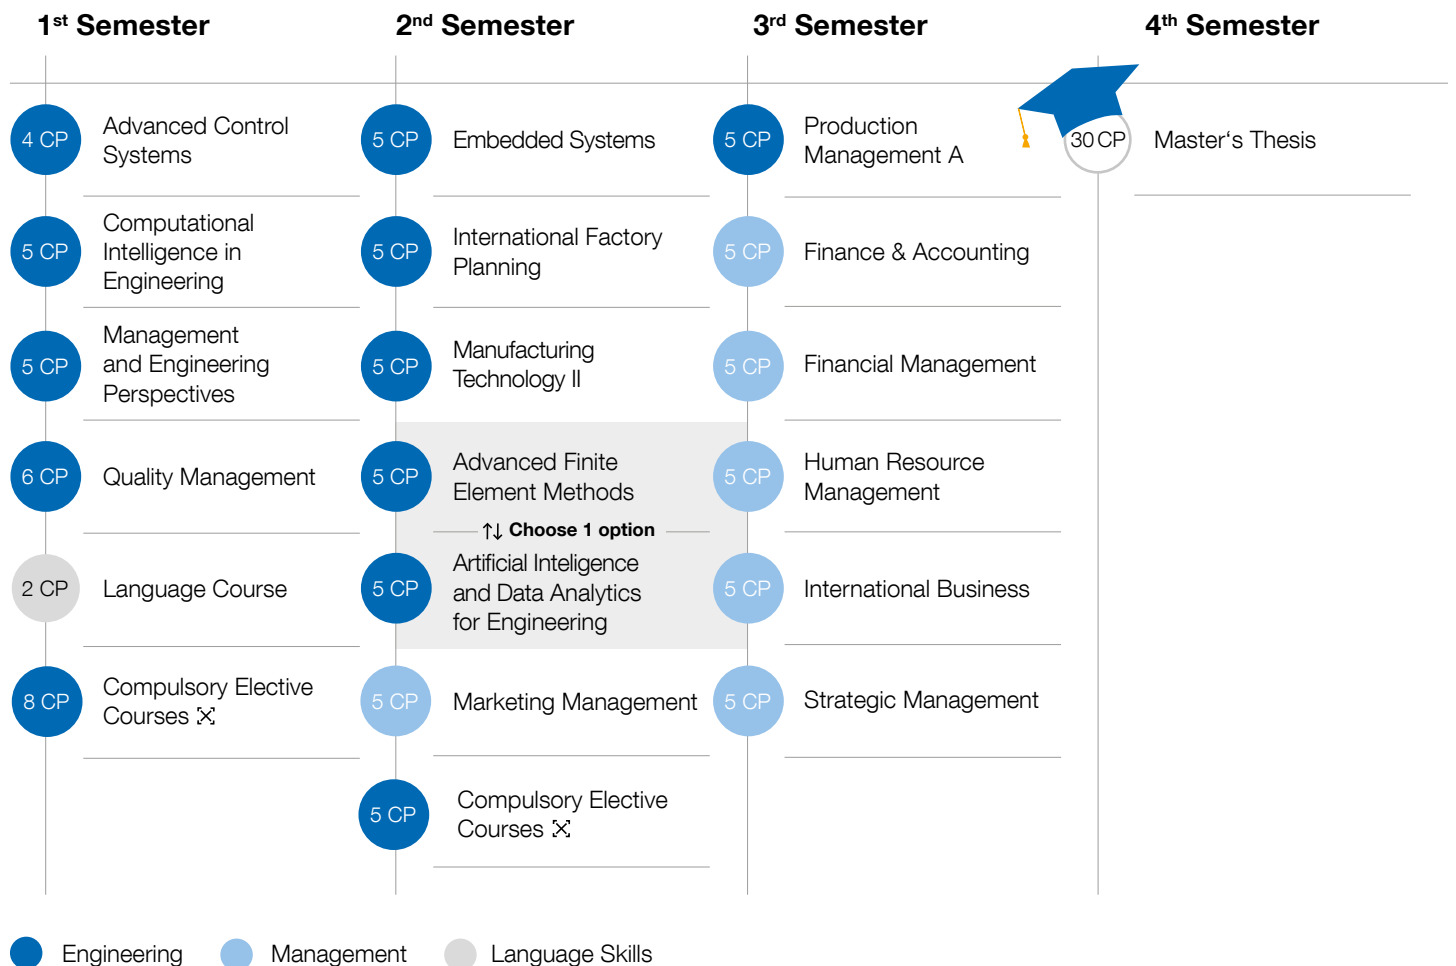 1st Semester
2nd Semester
3rd Semester
4th Semester
4 CP
Advanced Control
Systems
5 CP
Computational
Intelligence in
Engineering
5 CP
Management
and Engineering
Perspectives
6 CP
Quality Management
2 CP
Language Course
8 CP
Compulsory Elective
Courses
5 CP
Embedded Systems
5 CP
International Factory
Planning
5 CP
Manufacturing
Technology II
5 CP
Advanced Finite
Element Methods
↑↓ Choose 1 option
5 CP
Artificial Inteligence
and Data Analytics
for Engineering
5 CP
Marketing Management
5 CP
Compulsory Elective
Courses
5 CP
Production
Management A
5 CP
Finance & Accounting
5 CP
Financial Management
5 CP
Human Resource
Management
5 CP
International Business
5 CP
Strategic Management
30 CP
Master‘s Thesis
Engineering
Management
Language Skills